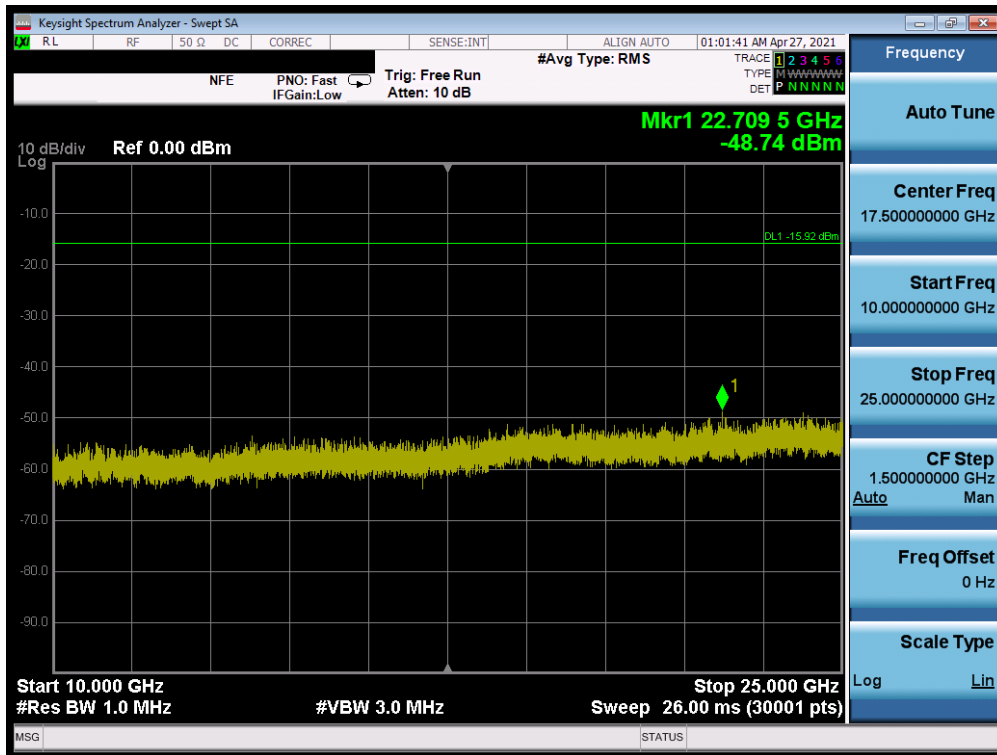 Keysight Spectrum Analyzer - Swept SA
LXI RL RF 50 Ω DC CORREC SENSE:INT ALIGN AUTO 01:01:41 AM Apr 27, 2021
NFE PNO: Fast Trig: Free Run #Avg Type: RMS TRACE 1 2 3 4 5 6
IFGain:Low Atten: 10 dB TYPE M W W W W W
DET P N N N N N
Mkr1 22.709 5 GHz
-48.74 dBm
10 dB/div Ref 0.00 dBm
Log
-10.0
DL1 -15.92 dBm
-20.0
-30.0
-40.0
1
-50.0
-60.0
-70.0
-80.0
-90.0
Start 10.000 GHz Stop 25.000 GHz
#Res BW 1.0 MHz #VBW 3.0 MHz Sweep 26.00 ms (30001 pts)
MSG STATUS
Frequency
Auto Tune
Center Freq
17.500000000 GHz
Start Freq
10.000000000 GHz
Stop Freq
25.000000000 GHz
CF Step
1.500000000 GHz
Auto Man
Freq Offset
0 Hz
Scale Type
Log Lin